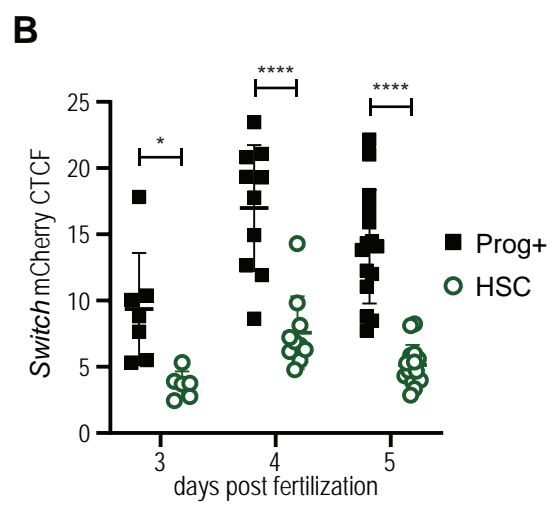 B
****
****
*
25
20
15
10
5
0
Switch mCherry CTCF
Prog+
HSC
3 4 5
days post fertilization